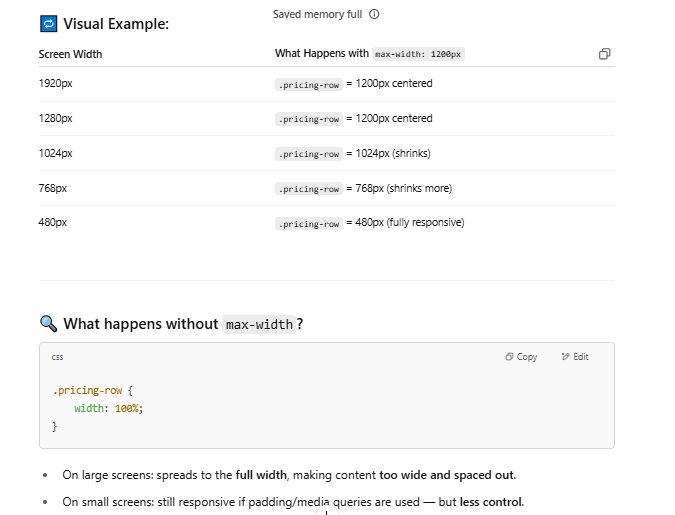 Saved memory full
Visual Example:
Screen Width What Happens with max-width: 1200px
1920px .pricing-row = 1200px centered
1280px .pricing-row = 1200px centered
1024px .pricing-row = 1024px (shrinks)
768px .pricing-row = 768px (shrinks more)
480px .pricing-row = 480px (fully responsive)
What happens without max-width?
css Copy Edit
.pricing-row {
    width: 100%;
}
• On large screens: spreads to the full width, making content too wide and spaced out.
• On small screens: still responsive if padding/media queries are used — but less control.